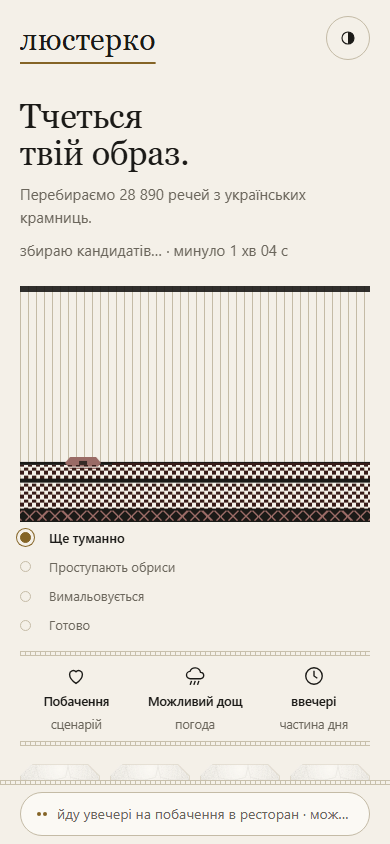 люстерко
Тчеться
твій образ.
Перебираємо 28 890 речей з українських
крамниць.
збираю кандидатів... · минуло 1 хв 04 с
Ще туманно
Проступають обриси
Вимальовується
Готово
Побачення
сценарій
Можливий дощ
погода
ввечері
частина дня
йду увечері на побачення в ресторан · мож...